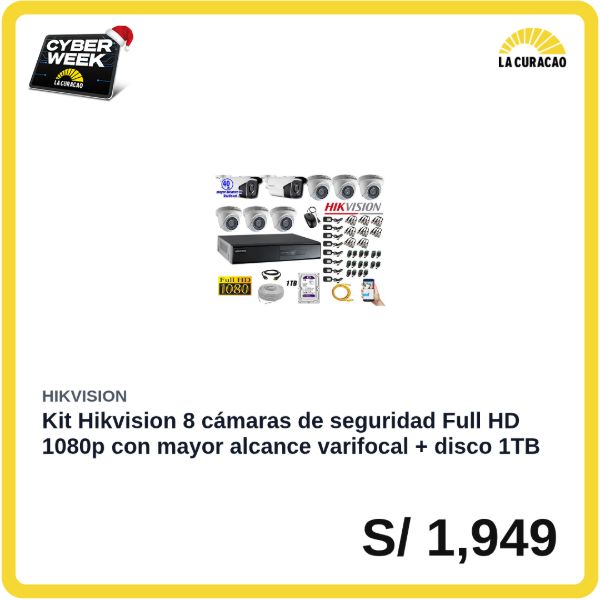 CYBER
WEEK
LA CURACAO
LA CURACAO
HIKVISION
Full HD
1080
1TB
HIKVISION
Kit Hikvision 8 cámaras de seguridad Full HD
1080p con mayor alcance varifocal + disco 1TB
S/ 1,949